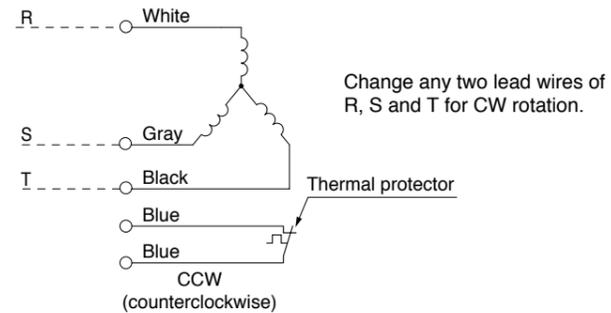 R White
Change any two lead wires of
R, S and T for CW rotation.
S Gray
T Black
Thermal protector
Blue
Blue
CCW
(counterclockwise)